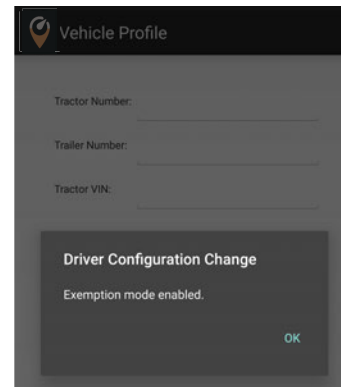 Vehicle Profile
Tractor Number:
Trailer Number:
Tractor VIN:
Driver Configuration Change
Exemption mode enabled.
OK